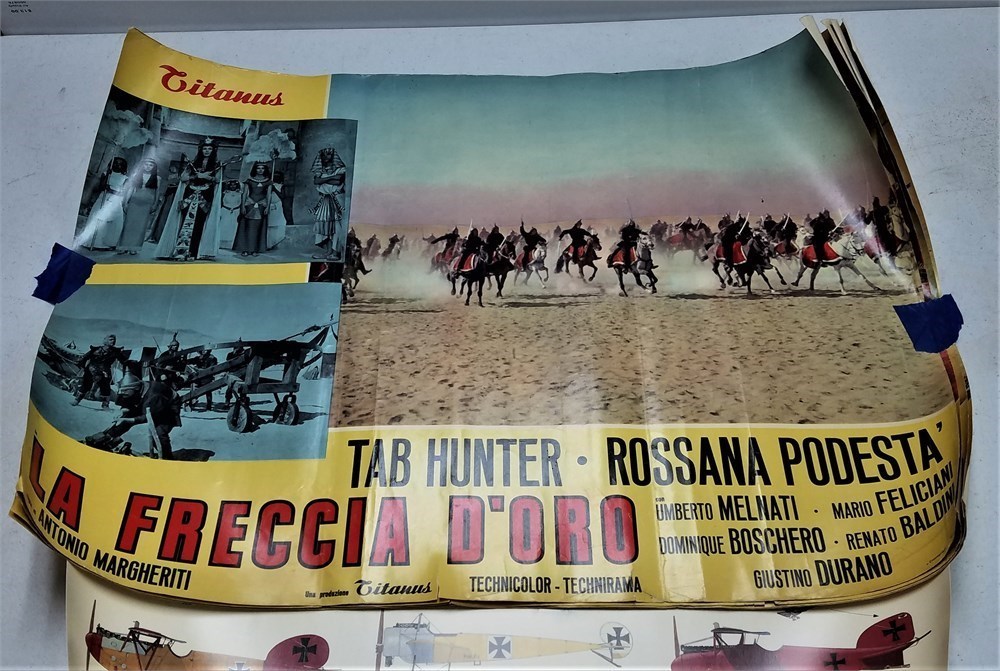 Titanus
TAB HUNTER · ROSSANA PODESTA'
LA FRECCIA D'ORO
con UMBERTO MELNATI · MARIO FELICIANI
DOMINIQUE BOSCHERO · RENATO BALDINI
GIUSTINO DURANO
ANTONIO MARGHERITI
Una produzione Titanus
TECHNICOLOR - TECHNIRAMA